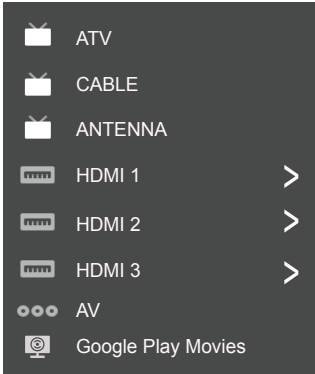 ATV
CABLE
ANTENNA
HDMI 1
HDMI 2
HDMI 3
AV
Google Play Movies